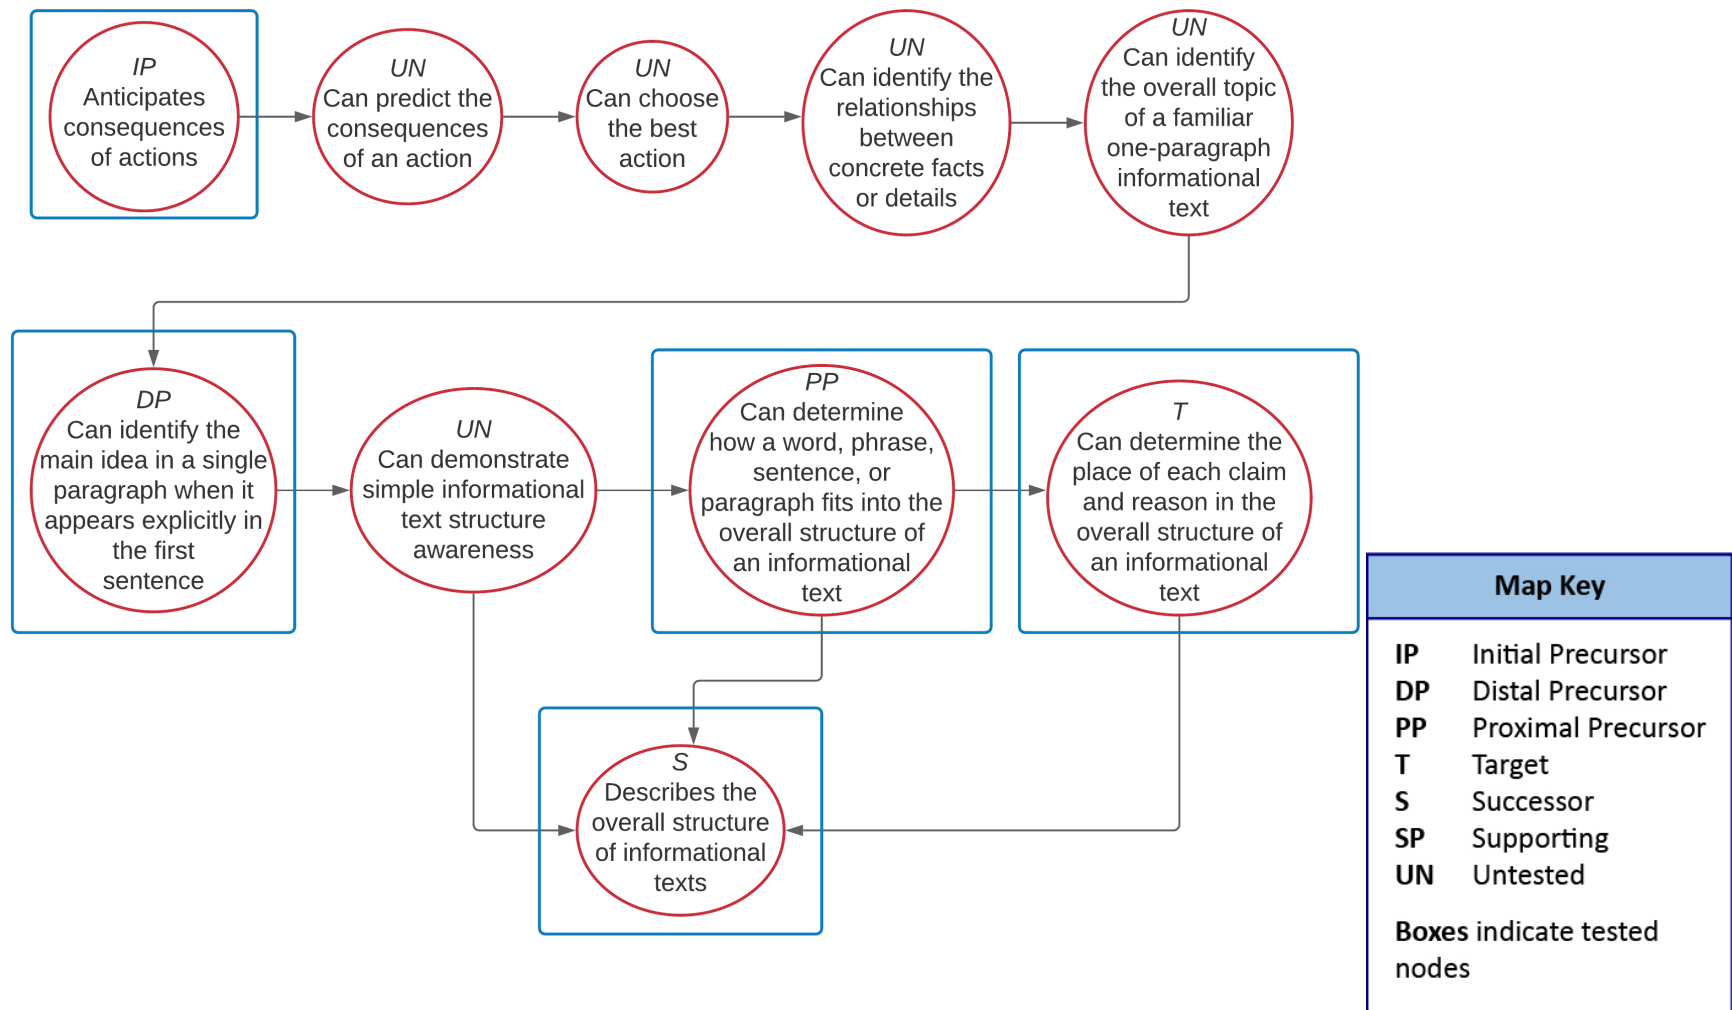 IP
Anticipates
consequences
of actions
UN
Can predict the
consequences
of an action
UN
Can choose
the best
action
UN
Can identify the
relationships
between
concrete facts
or details
UN
Can identify
the overall topic
of a familiar
one-paragraph
informational
text
DP
Can identify the
main idea in a single
paragraph when it
appears explicitly in
the first
sentence
UN
Can demonstrate
simple informational
text structure
awareness
PP
Can determine
how a word, phrase,
sentence, or
paragraph fits into the
overall structure of
an informational
text
T
Can determine the
place of each claim
and reason in the
overall structure of
an informational
text
S
Describes the
overall structure
of informational
texts
Map Key
IP Initial Precursor
DP Distal Precursor
PP Proximal Precursor
T Target
S Successor
SP Supporting
UN Untested
Boxes indicate tested
nodes